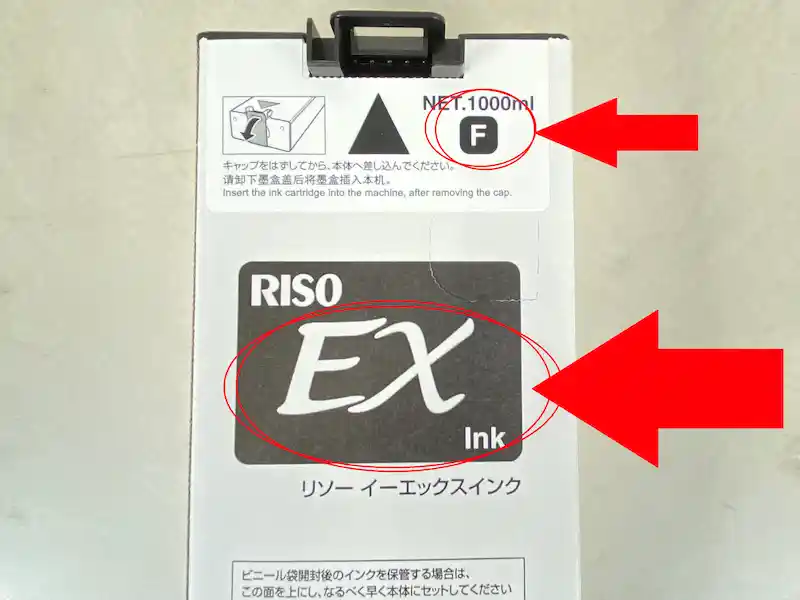 NET.1000ml
F
キャップをはずしてから、本体へ差し込んでください。
请卸下墨盒盖后将墨盒插入本机。
Insert the ink cartridge into the machine, after removing the cap.
RISO
EX
Ink
リソー イーエックスインク
ビニール袋開封後のインクを保管する場合は、
この面を上にし、なるべく早く本体にセットしてください